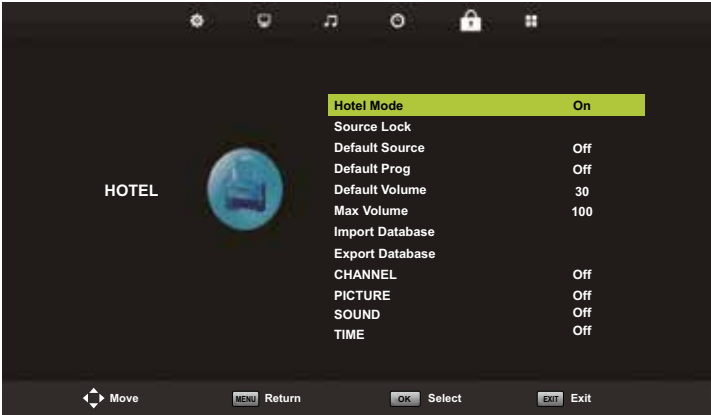 HOTEL
Hotel Mode On
Source Lock
Default Source Off
Default Prog Off
Default Volume 30
Max Volume 100
Import Database
Export Database
CHANNEL Off
PICTURE Off
SOUND Off
TIME Off
Move MENU Return OK Select EXIT Exit